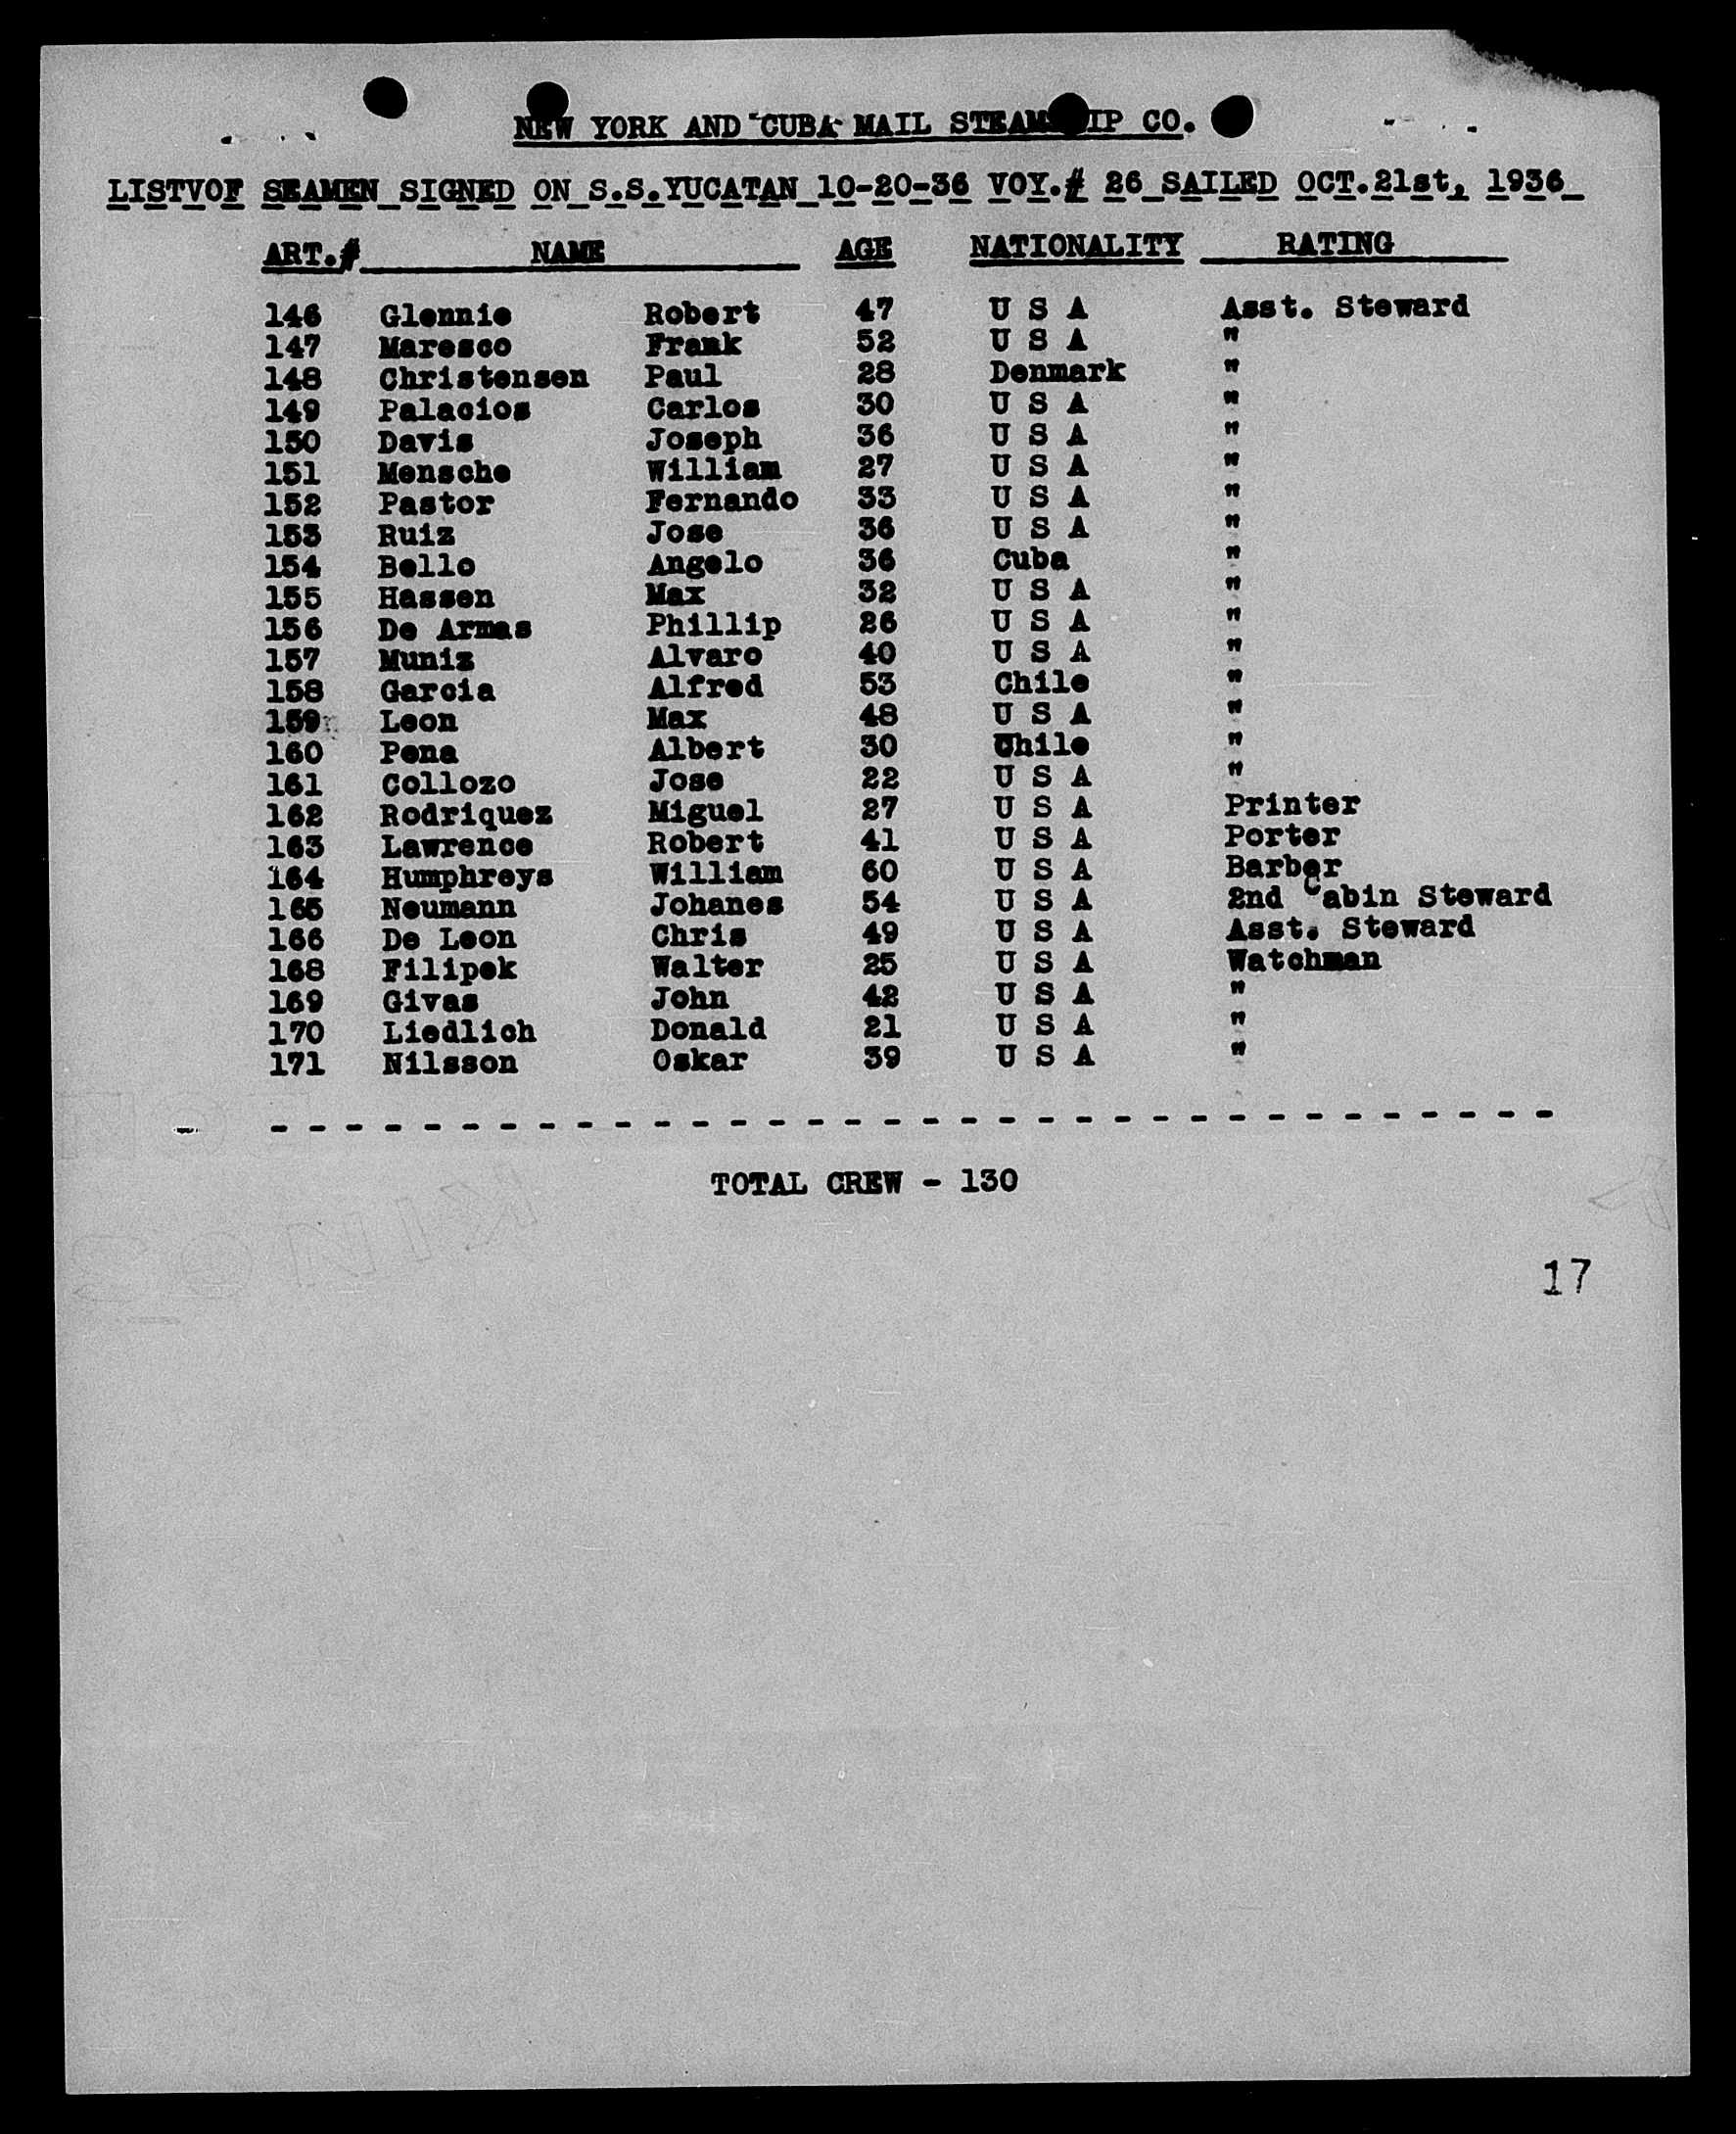 NEW YORK AND CUBA MAIL STEAMSHIP CO.
LISTVOF SEAMEN SIGNED ON S.S.YUCATAN 10-20-36 VOY.# 26 SAILED OCT.21st, 1936
ART.# NAME AGE NATIONALITY RATING
146 Glennie Robert 47 U S A Asst. Steward
147 Maresco Frank 52 U S A "
148 Christensen Paul 28 Denmark "
149 Palacios Carlos 30 U S A "
150 Davis Joseph 36 U S A "
151 Mensche William 27 U S A "
152 Pastor Fernando 33 U S A "
153 Ruiz Jose 36 U S A "
154 Bello Angelo 36 Cuba "
155 Hassen Max 32 U S A "
156 De Armas Phillip 26 U S A "
157 Muniz Alvaro 40 U S A "
158 Garcia Alfred 53 Chile "
159 Leon Max 48 U S A "
160 Pena Albert 30 Chile "
161 Collozo Jose 22 U S A "
162 Rodriquez Miguel 27 U S A Printer
163 Lawrence Robert 41 U S A Porter
164 Humphreys William 60 U S A Barber
165 Neumann Johanes 54 U S A 2nd Cabin Steward
166 De Leon Chris 49 U S A Asst. Steward
168 Filipek Walter 25 U S A Watchman
169 Givas John 42 U S A "
170 Liedlich Donald 21 U S A "
171 Nilsson Oskar 39 U S A "
TOTAL CREW - 130
17